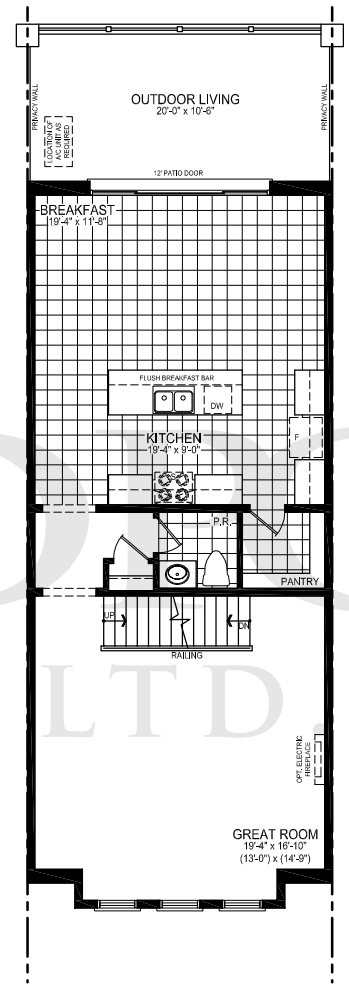 PRIVACY WALL
PRIVACY WALL
OUTDOOR LIVING
20'-0" x 10'-6"
LOCATION OF
A/C UNIT AS
REQUIRED
12' PATIO DOOR
BREAKFAST
19'-4" x 11'-8"
FLUSH BREAKFAST BAR
DW
F
KITCHEN
19'-4" x 9'-0"
P.R.
PANTRY
UP
DN
RAILING
LTD.
OPT. ELECTRIC
FIREPLACE
GREAT ROOM
19'-4" x 16'-10"
(13'-0") x (14'-9")